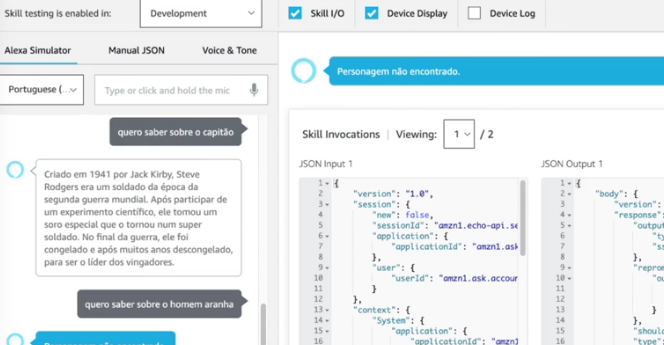 Skill testing is enabled in:
Development
Skill I/O
Device Display
Device Log
Alexa Simulator
Manual JSON
Voice & Tone
Portuguese (...
Type or click and hold the mic
quero saber sobre o capitão
Criado em 1941 por Jack Kirby, Steve
Rodgers era um soldado da época da
segunda guerra mundial. Após participar de
um experimento científico, ele tomou um
soro especial que o tornou num super
soldado. No final da guerra, ele foi
congelado e após muitos anos descongelado,
para ser o líder dos vingadores.
quero saber sobre o homem aranha
Personagem não encontrado.
Skill Invocations | Viewing: 1 / 2
JSON Input 1
1 {
2 "version": "1.0",
3 "session": {
4 "new": false,
5 "sessionId": "amzn1.echo-api.se
6 "application": {
7 "applicationId": "amzn1.ask
8 },
9 "user": {
10 "userId": "amzn1.ask.accoun
11 }
12 },
13 "context": {
14 "System": {
15 "application": {
16 "applicationId": "amzn1
JSON Output 1
1 {
2 "body": {
3 "version":
4 "response":
5 "outpu
6 "ty
7 "ss
8 },
9 "repro
10 "ou
11
12
13 }
14 },
15 "shoul
16 "type"